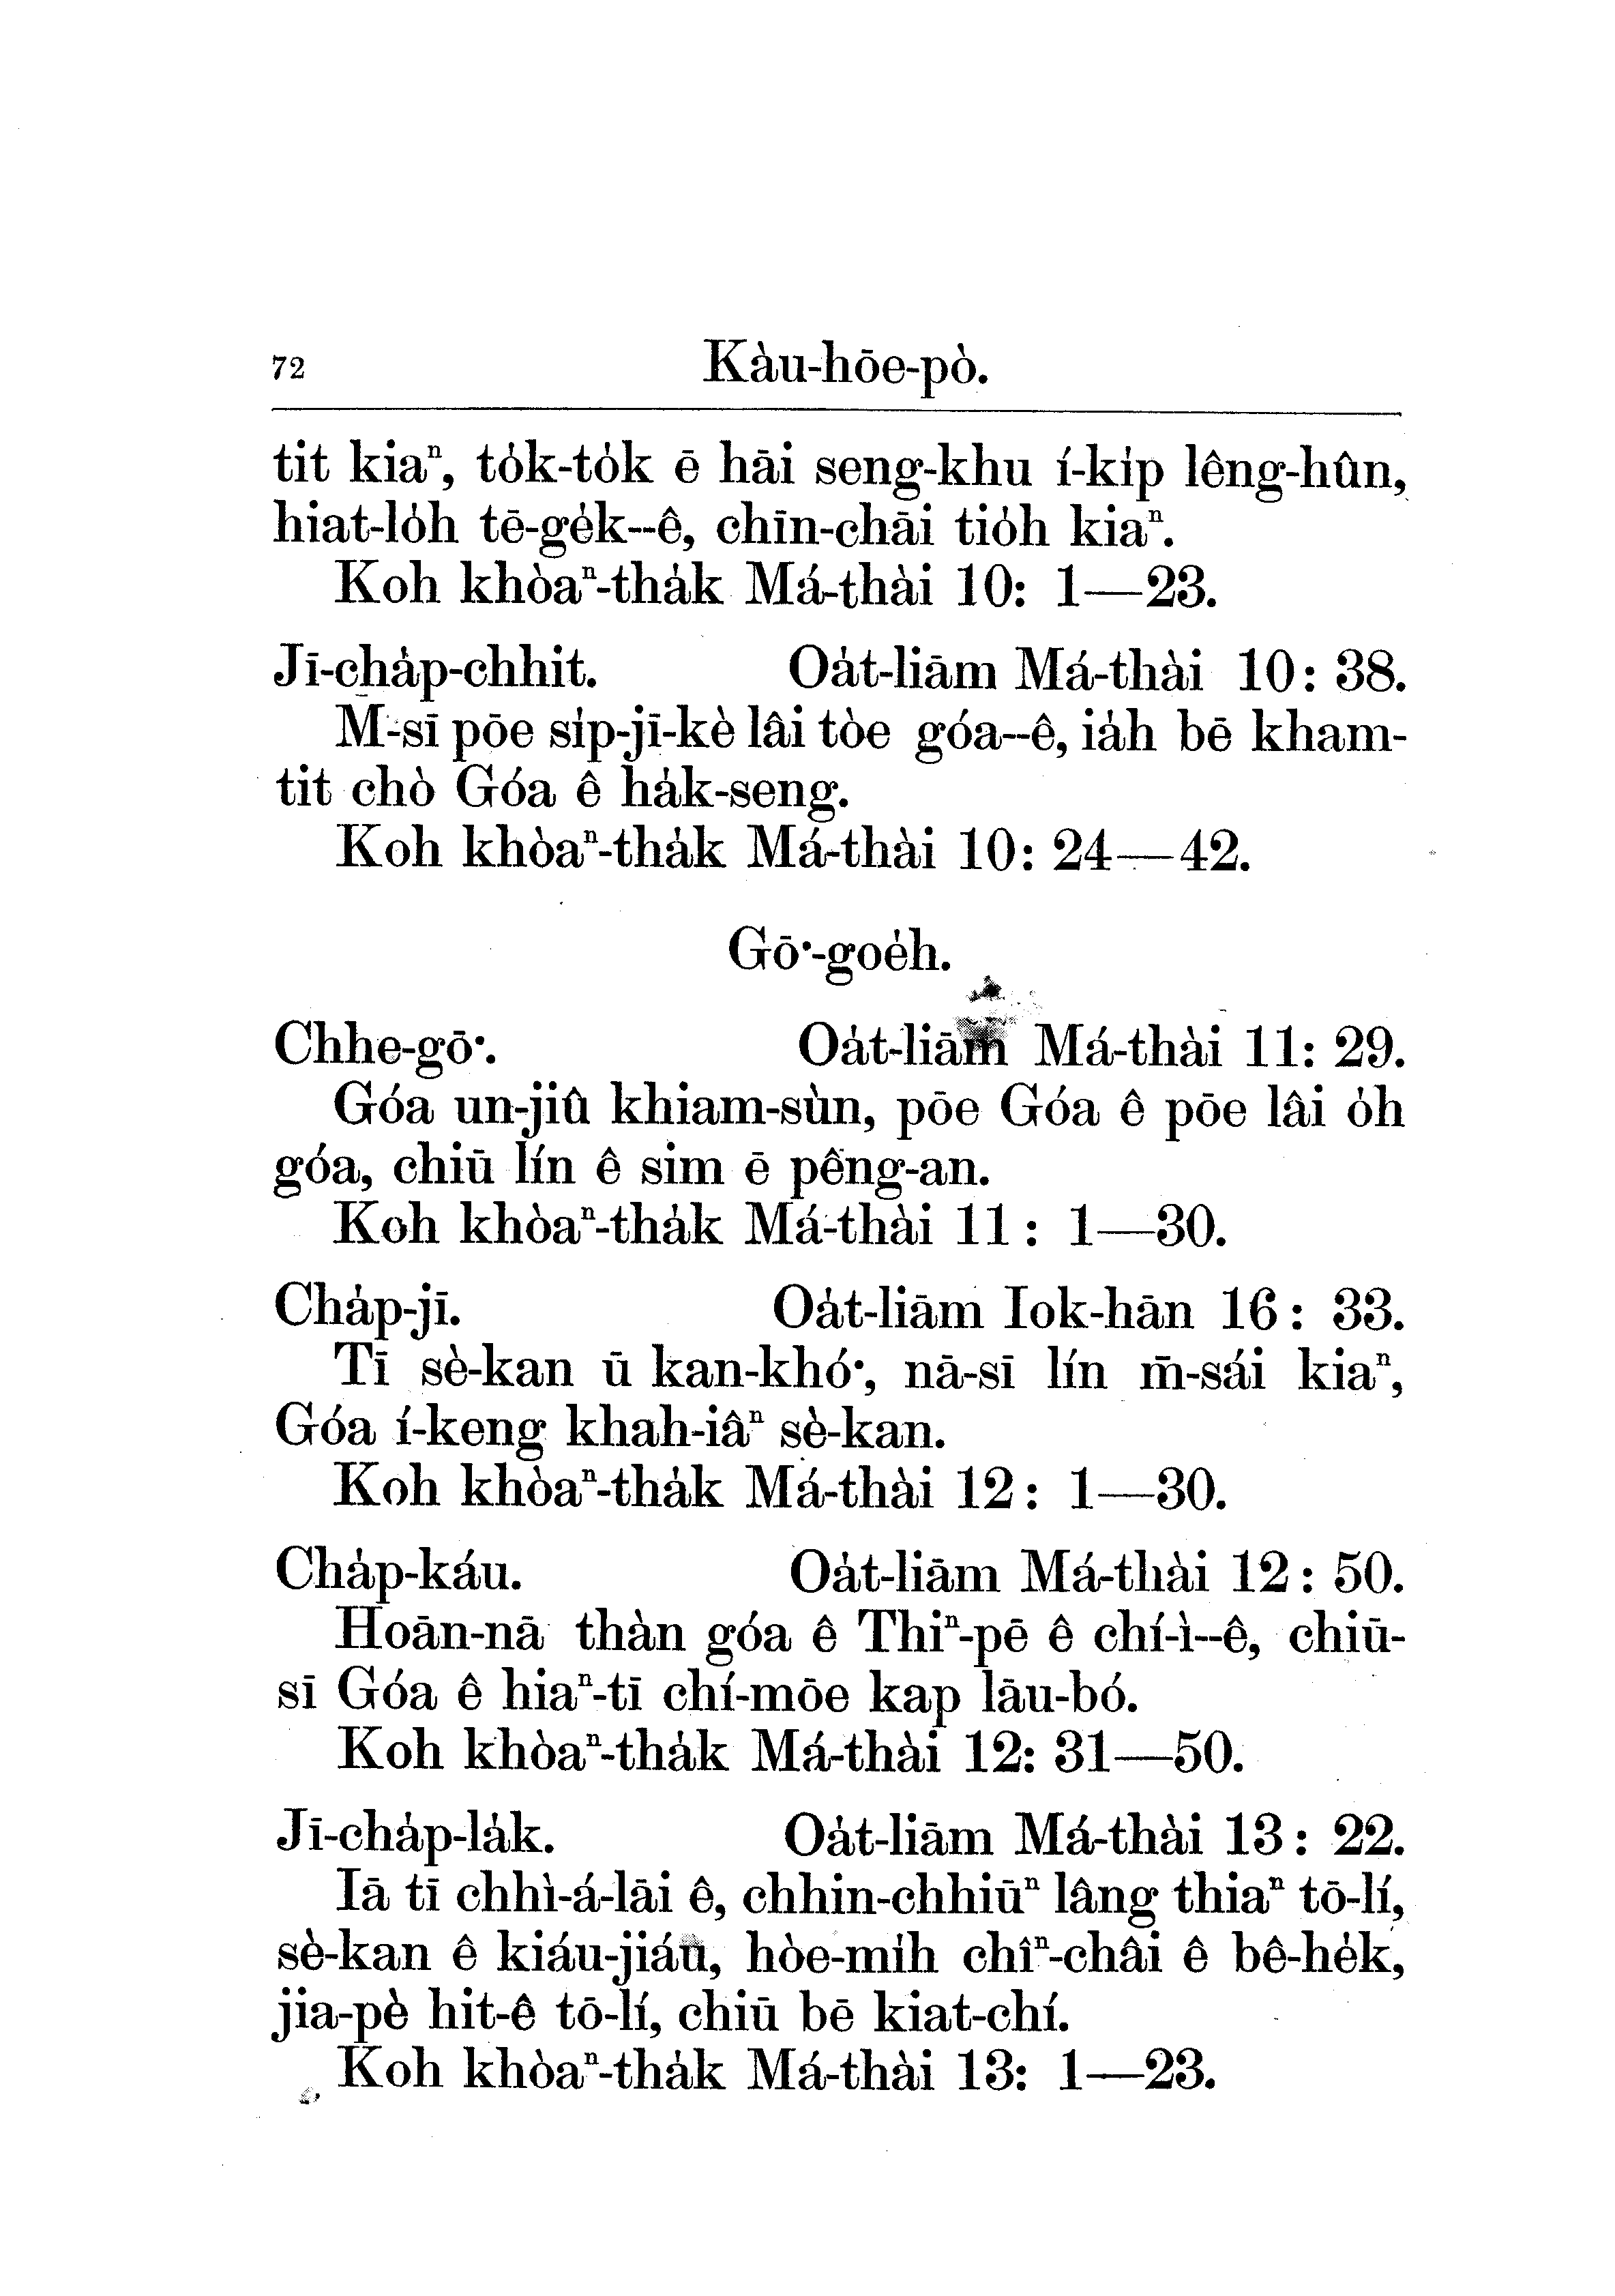 72 Kàu-hōe-pò.
tit kiaⁿ, to̍k-to̍k ē hāi seng-khu í-ki̍p lêng-hûn,
hiat-lo̍h tē-ge̍k--ê, chīn-chāi tio̍h kiaⁿ.
Koh khòaⁿ-tha̍k Má-thài 10: 1—23.
Jī-cha̍p-chhit. Oa̍t-liām Má-thài 10: 38.
M̄-sī pōe si̍p-jī-kè lâi tòe góa--ê, ia̍h bē kham-
tit chò Góa ê ha̍k-seng.
Koh khòaⁿ-tha̍k Má-thài 10: 24—42.
Gō͘-goe̍h.
Chhe-gō͘. Oa̍t-liām Má-thài 11: 29.
Góa un-jiû khiam-sùn, pōe Góa ê pōe lâi o̍h
góa, chiū lín ê sim ē pêng-an.
Koh khòaⁿ-tha̍k Má-thài 11: 1—30.
Cha̍p-jī. Oa̍t-liām Iok-hān 16: 33.
Tī sè-kan ū kan-khó͘, nā-sī lín m̄-sái kiaⁿ,
Góa í-keng khah-iâⁿ sè-kan.
Koh khòaⁿ-tha̍k Má-thài 12: 1—30.
Cha̍p-káu. Oa̍t-liām Má-thài 12: 50.
Hoān-nā thàn góa ê Thiⁿ-pē ê chí-ì--ê, chiū-
sī Góa ê hiaⁿ-tī chí-mōe kap lāu-bó.
Koh khòaⁿ-tha̍k Má-thài 12: 31—50.
Jī-cha̍p-la̍k. Oa̍t-liām Má-thài 13: 22.
Iā tī chhì-á-lāi ê, chhin-chhiūⁿ lâng thiaⁿ tō-lí,
sè-kan ê kiáu-jiáu, hòe-mi̍h chîⁿ-châi ê bê-he̍k,
jia-pè hit-ê tō-lí, chiū bē kiat-chí.
Koh khòaⁿ-tha̍k Má-thài 13: 1—23.